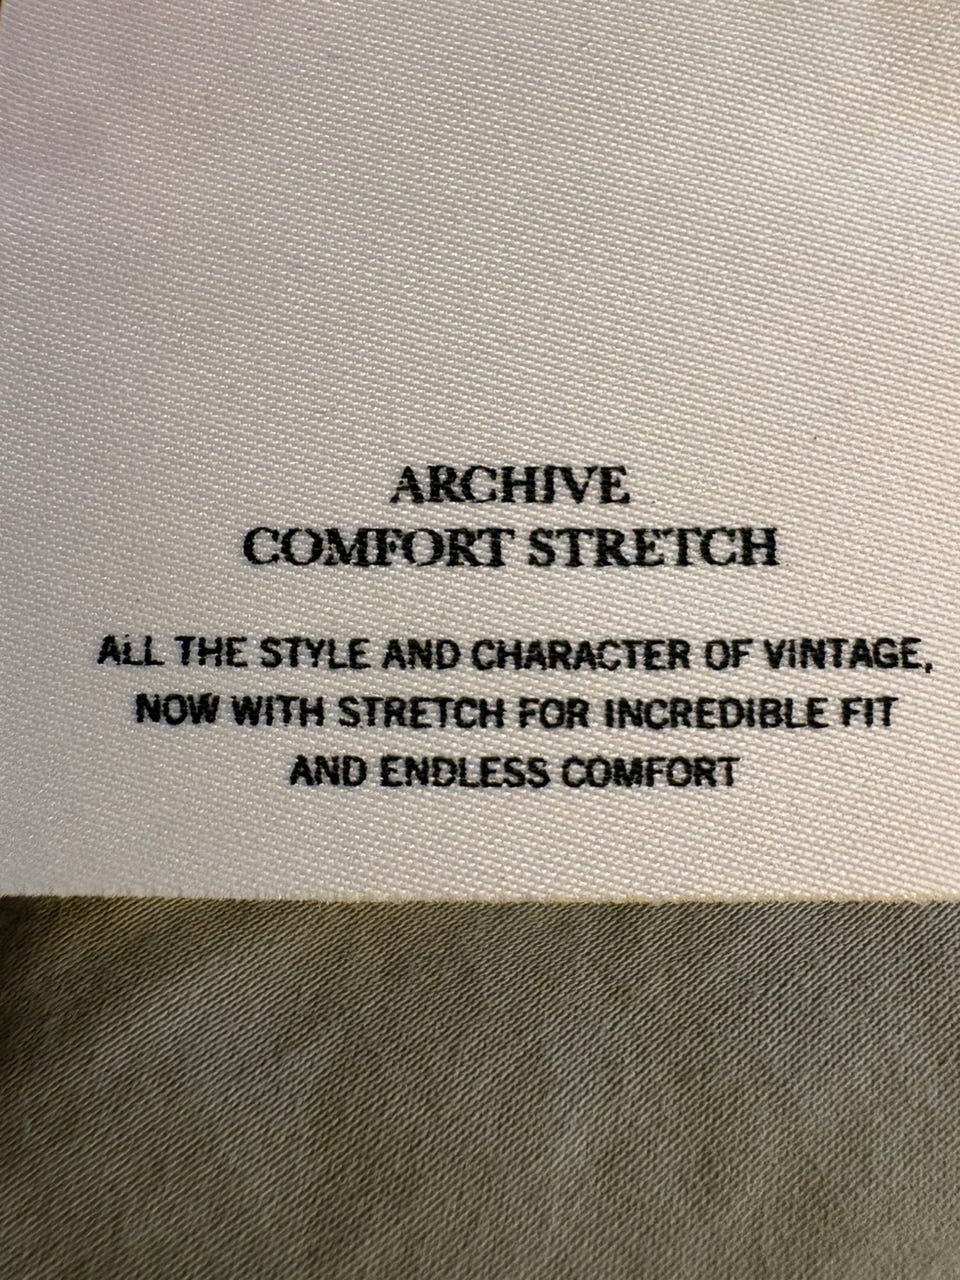 ARCHIVE
COMFORT STRETCH
ALL THE STYLE AND CHARACTER OF VINTAGE,
NOW WITH STRETCH FOR INCREDIBLE FIT
AND ENDLESS COMFORT